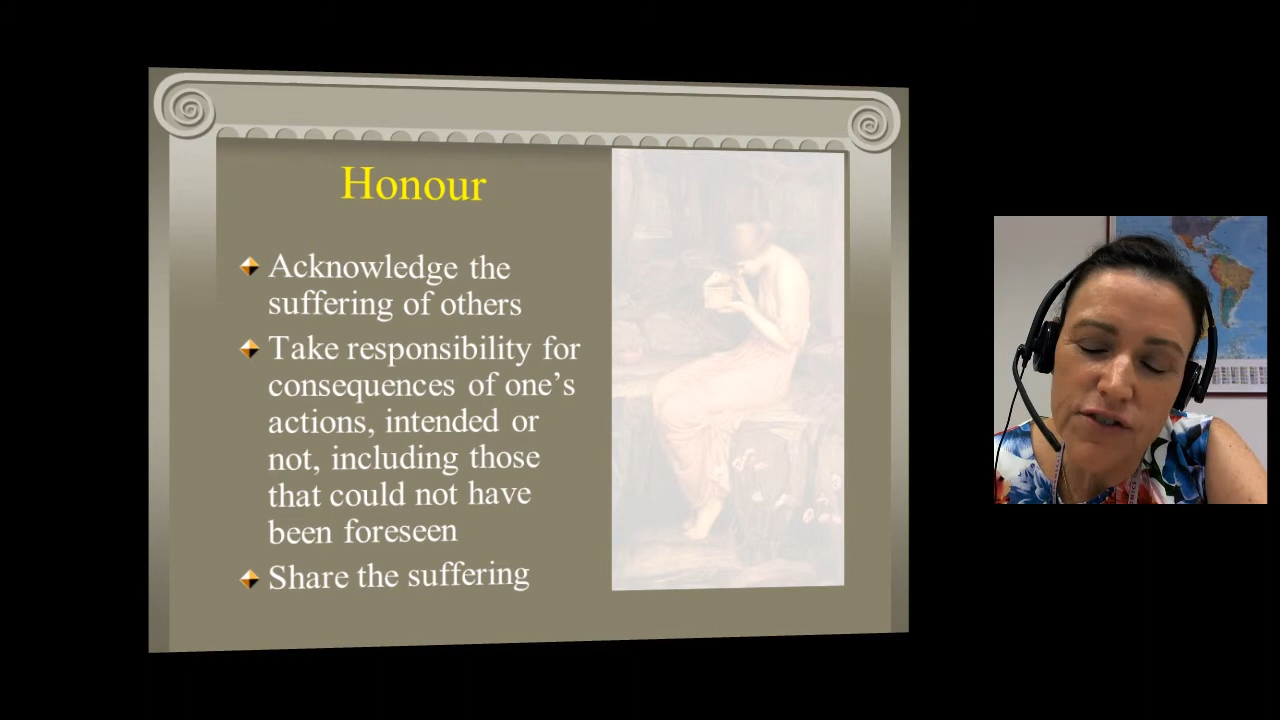 Honour
Acknowledge the
suffering of others
Take responsibility for
consequences of one's
actions, intended or
not, including those
that could not have
been foreseen
Share the suffering